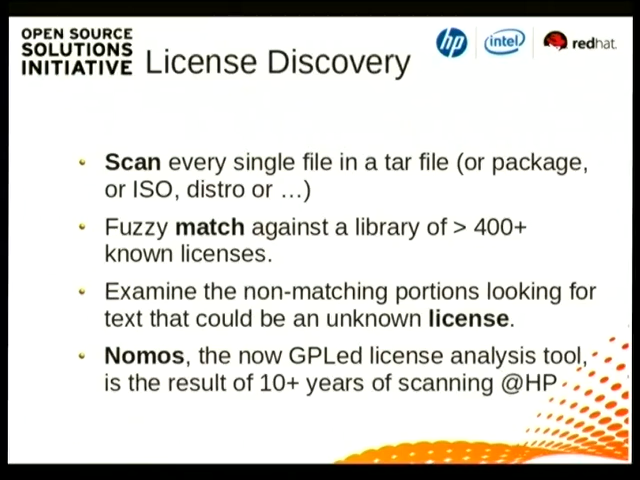 OPEN SOURCE
SOLUTIONS
INITIATIVE
License Discovery
hp
intel
redhat.
• Scan every single file in a tar file (or package,
or ISO, distro or …)
• Fuzzy match against a library of > 400+
known licenses.
• Examine the non-matching portions looking for
text that could be an unknown license.
• Nomos, the now GPLed license analysis tool,
is the result of 10+ years of scanning @HP